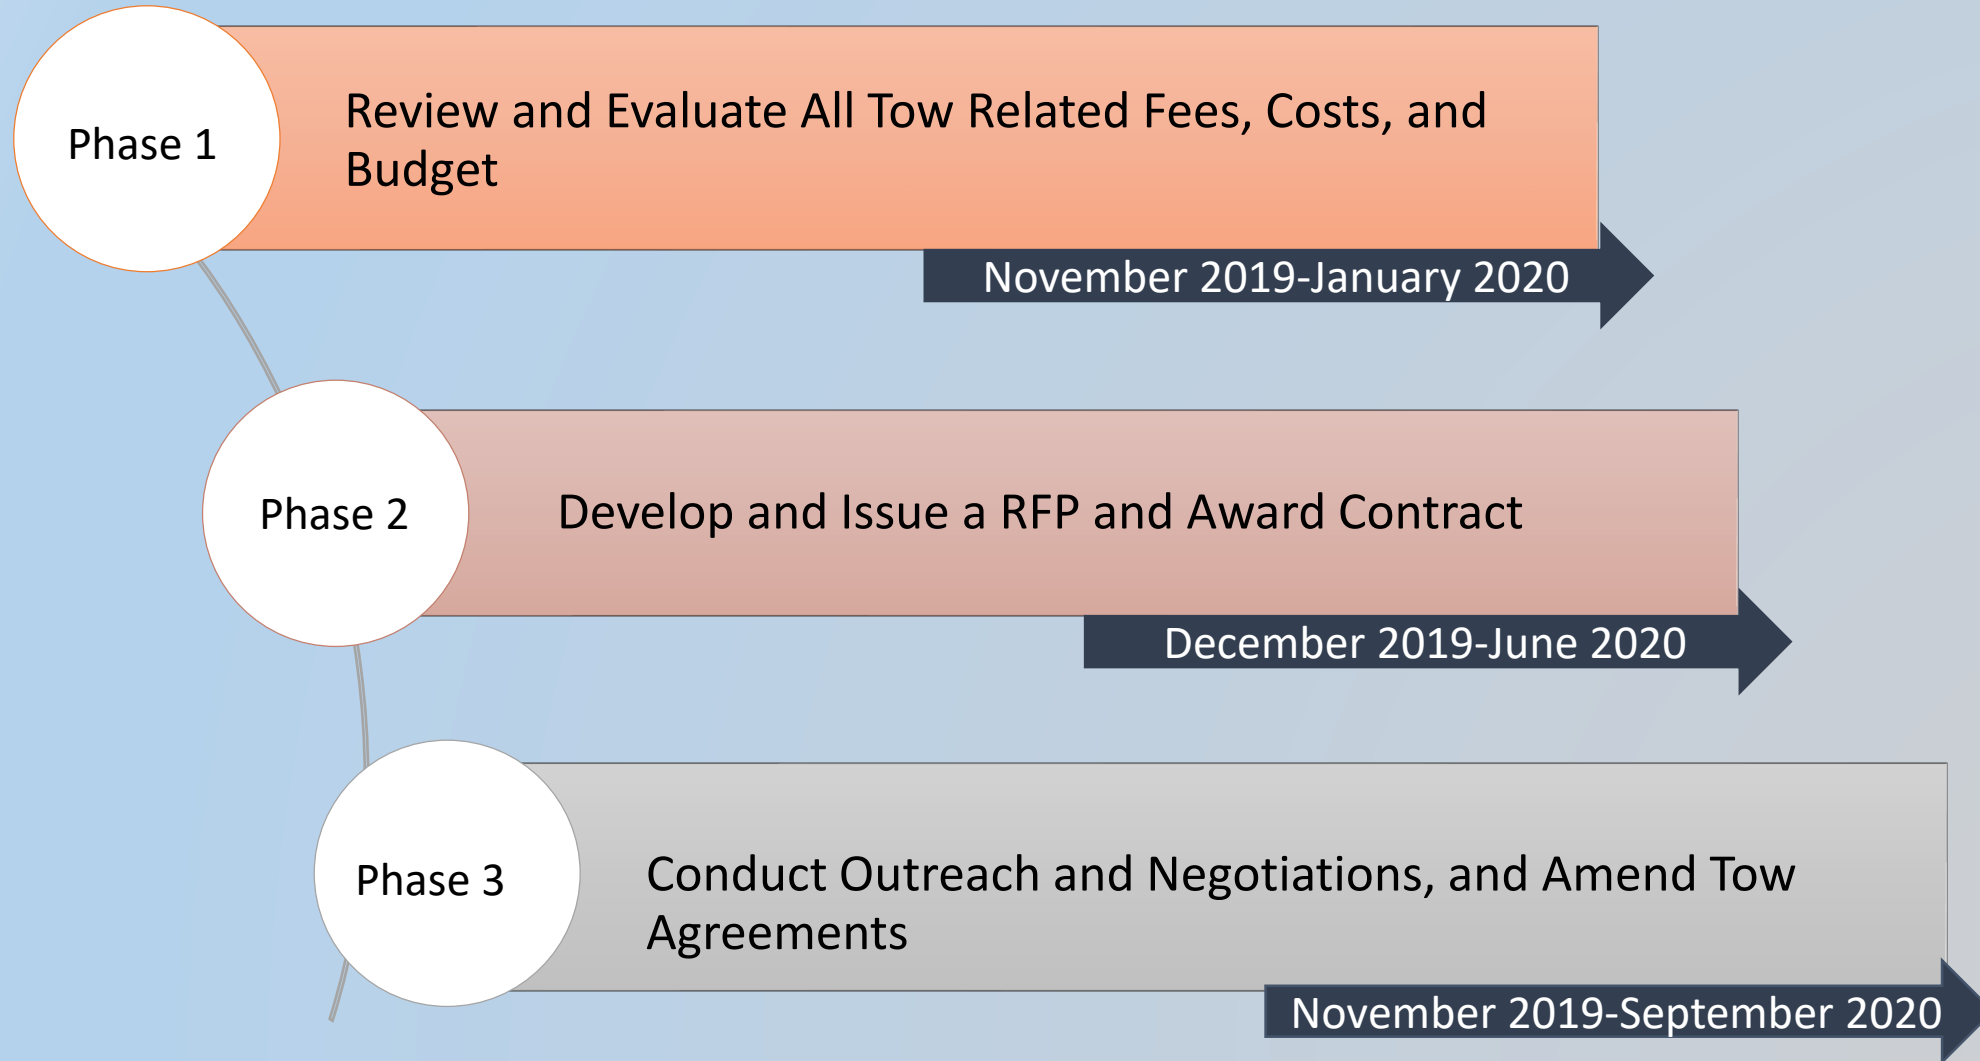 Phase 1
Review and Evaluate All Tow Related Fees, Costs, and
Budget
November 2019-January 2020
Phase 2
Develop and Issue a RFP and Award Contract
December 2019-June 2020
Phase 3
Conduct Outreach and Negotiations, and Amend Tow
Agreements
November 2019-September 2020